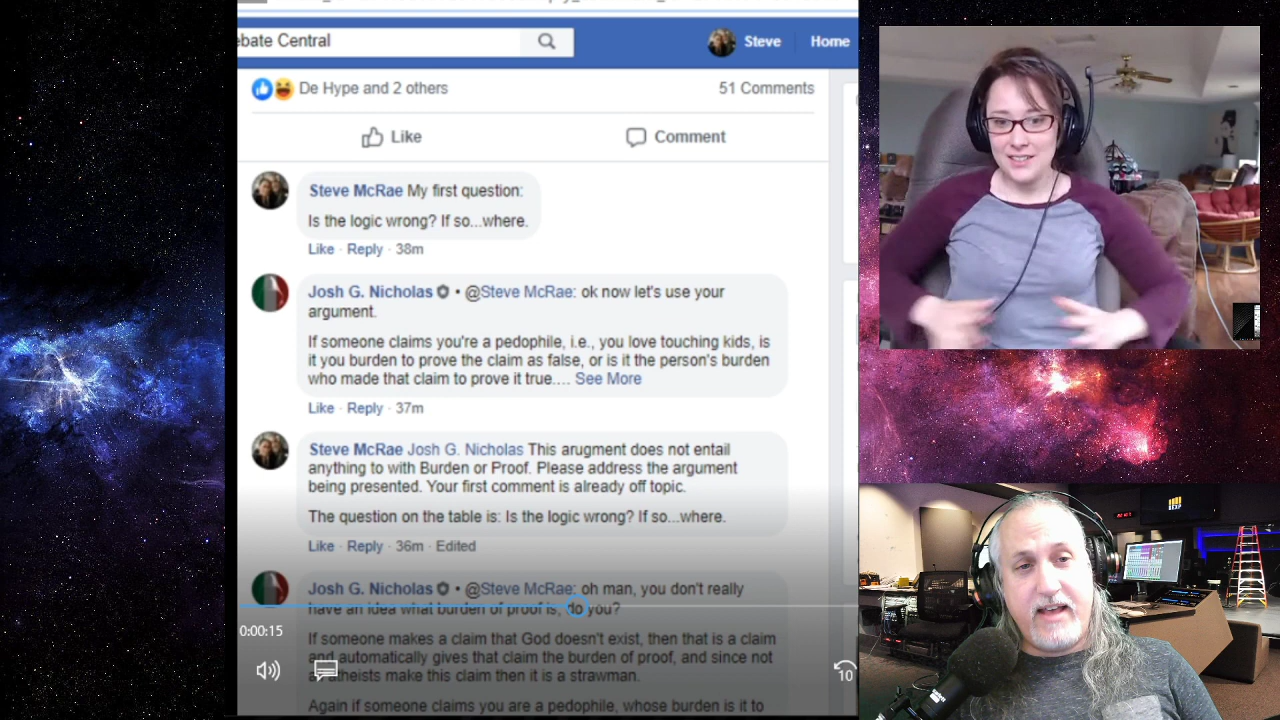 ebate Central
Steve
Home
De Hype and 2 others
51 Comments
Like
Comment
Steve McRae My first question:
Is the logic wrong? If so...where.
Like · Reply · 38m
Josh G. Nicholas • @Steve McRae: ok now let's use your
argument.
If someone claims you're a pedophile, i.e., you love touching kids, is
it you burden to prove the claim as false, or is it the person's burden
who made that claim to prove it true.... See More
Like · Reply · 37m
Steve McRae Josh G. Nicholas This arugment does not entail
anything to with Burden or Proof. Please address the argument
being presented. Your first comment is already off topic.
The question on the table is: Is the logic wrong? If so...where.
Like · Reply · 36m · Edited
Josh G. Nicholas • @Steve McRae: oh man, you don't really
have an idea what burden of proof is, do you?
0:00:15
If someone makes a claim that God doesn't exist, then that is a claim
and automatically gives that claim the burden of proof, and since not
atheists make this claim then it is a strawman.
10
Again if someone claims you are a pedophile, whose burden is it to